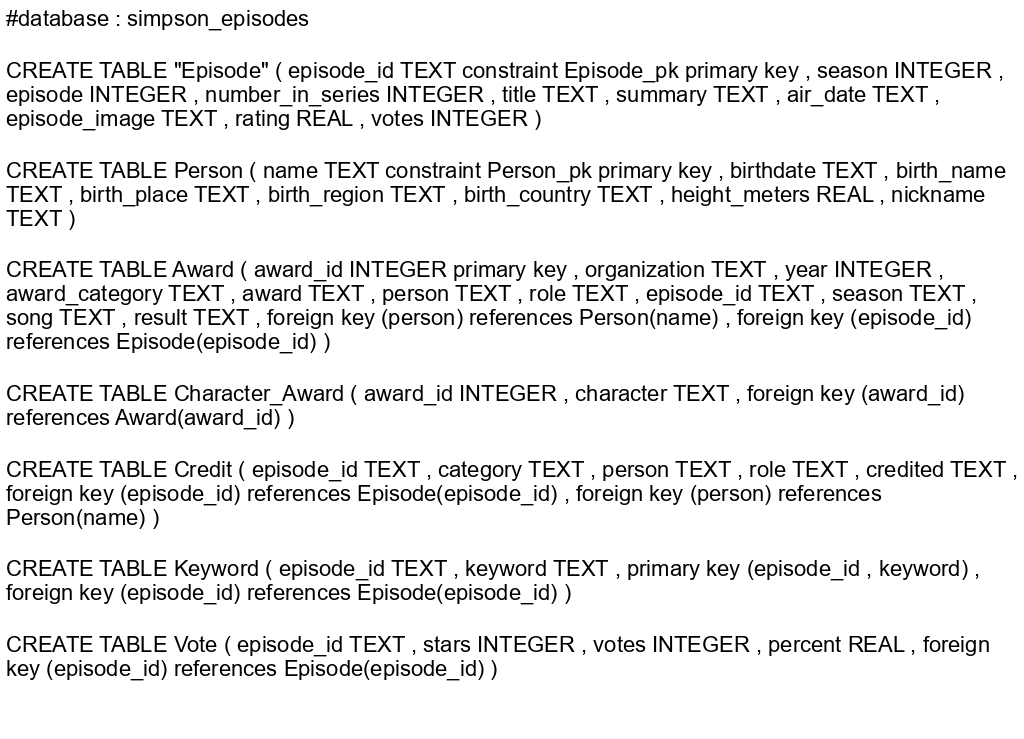 #database : simpson_episodes
CREATE TABLE "Episode" ( episode_id TEXT constraint Episode_pk primary key , season INTEGER ,
episode INTEGER , number_in_series INTEGER , title TEXT , summary TEXT , air_date TEXT ,
episode_image TEXT , rating REAL , votes INTEGER )
CREATE TABLE Person ( name TEXT constraint Person_pk primary key , birthdate TEXT , birth_name
TEXT , birth_place TEXT , birth_region TEXT , birth_country TEXT , height_meters REAL , nickname
TEXT )
CREATE TABLE Award ( award_id INTEGER primary key , organization TEXT , year INTEGER ,
award_category TEXT , award TEXT , person TEXT , role TEXT , episode_id TEXT , season TEXT ,
song TEXT , result TEXT , foreign key (person) references Person(name) , foreign key (episode_id)
references Episode(episode_id) )
CREATE TABLE Character_Award ( award_id INTEGER , character TEXT , foreign key (award_id)
references Award(award_id) )
CREATE TABLE Credit ( episode_id TEXT , category TEXT , person TEXT , role TEXT , credited TEXT ,
foreign key (episode_id) references Episode(episode_id) , foreign key (person) references
Person(name) )
CREATE TABLE Keyword ( episode_id TEXT , keyword TEXT , primary key (episode_id , keyword) ,
foreign key (episode_id) references Episode(episode_id) )
CREATE TABLE Vote ( episode_id TEXT , stars INTEGER , votes INTEGER , percent REAL , foreign
key (episode_id) references Episode(episode_id) )